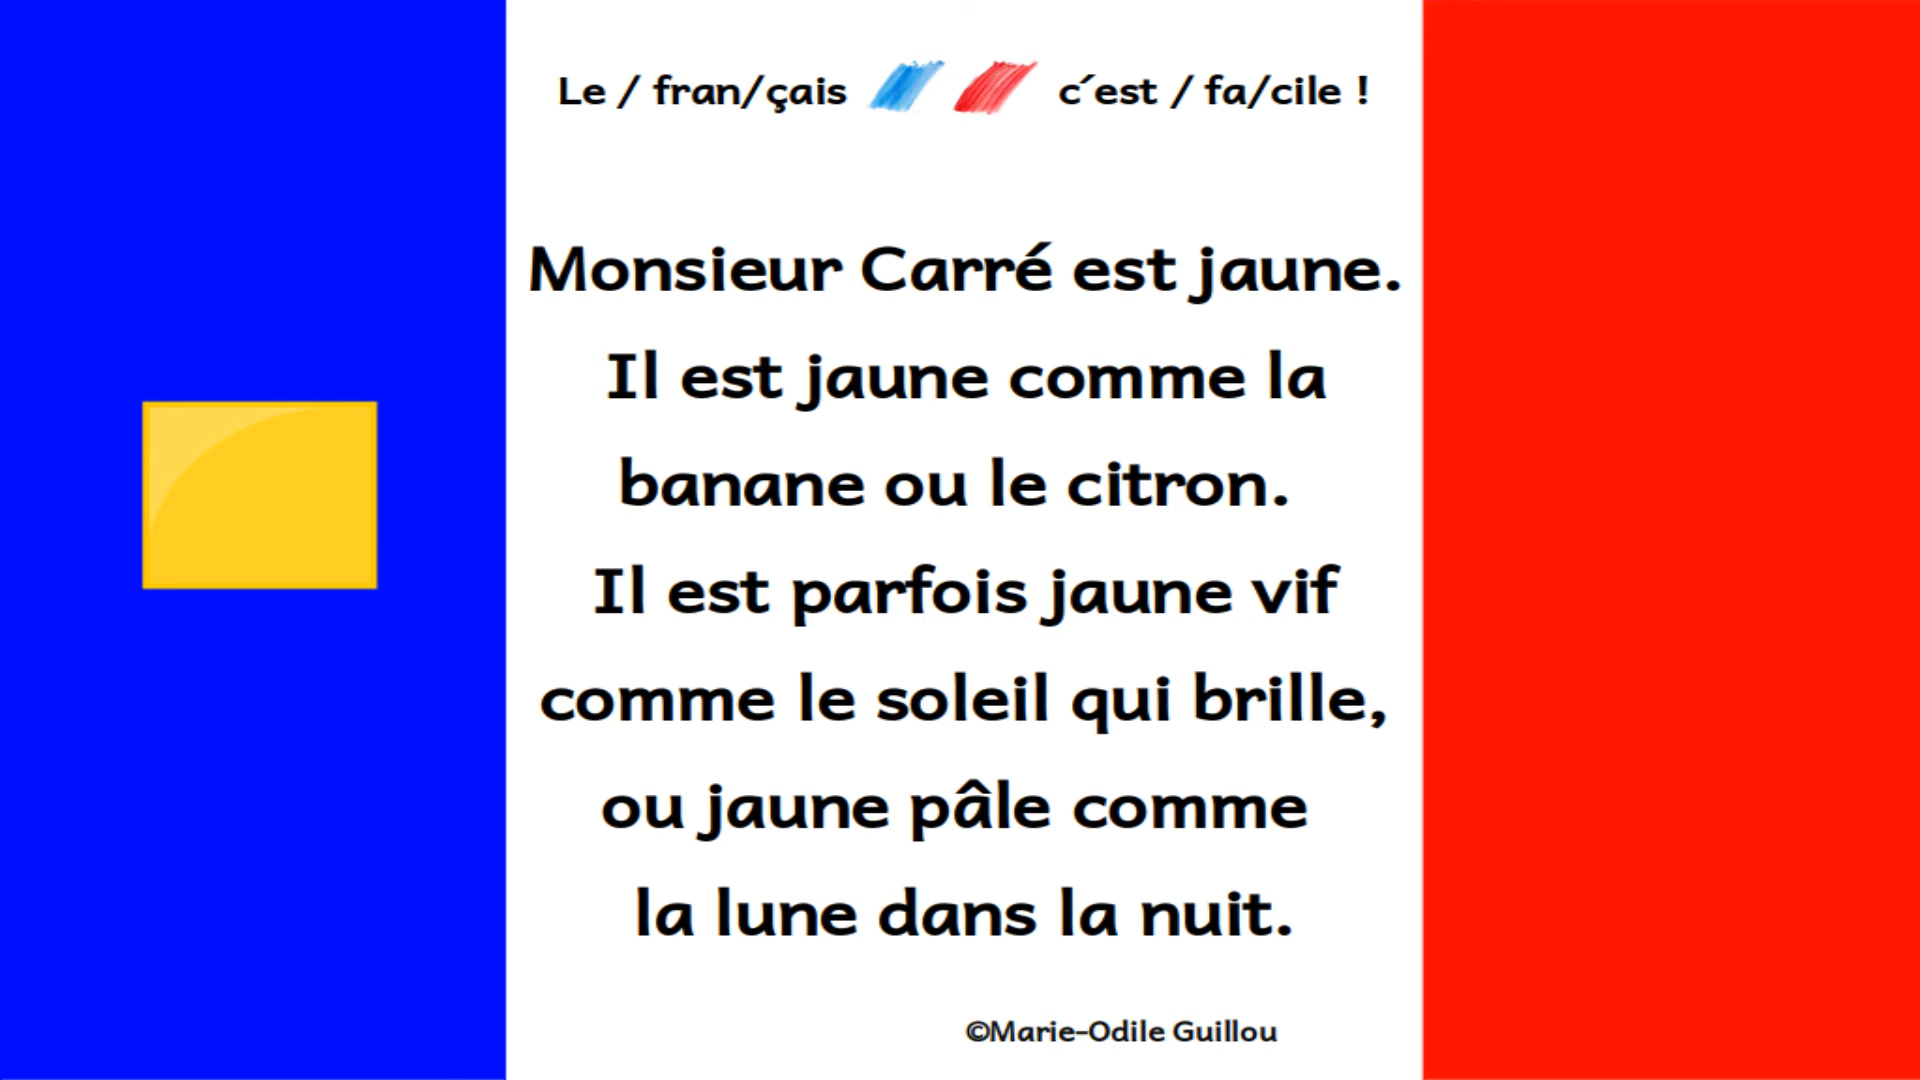 Le / fran/çais c´est / fa/cile !
Monsieur Carré est jaune.
Il est jaune comme la
banane ou le citron.
Il est parfois jaune vif
comme le soleil qui brille,
ou jaune pâle comme
la lune dans la nuit.
©Marie-Odile Guillou